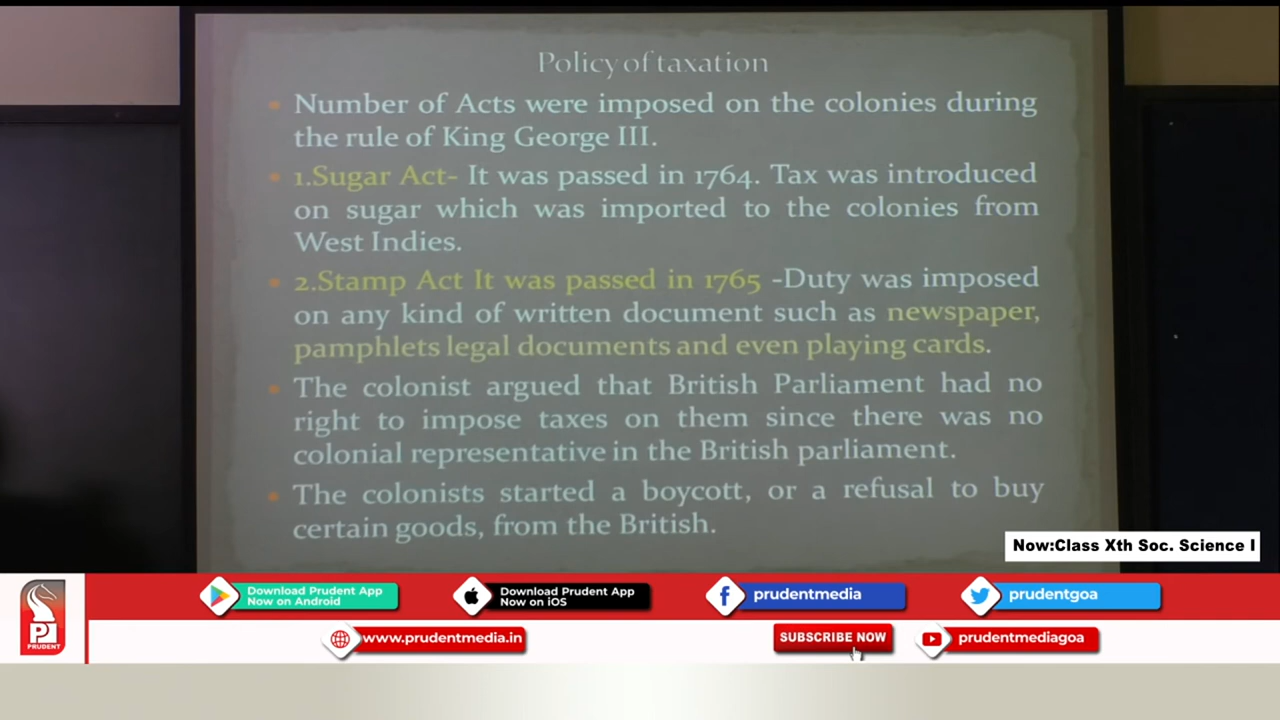 Policy of taxation
Number of Acts were imposed on the colonies during
the rule of King George III.
1.Sugar Act- It was passed in 1764. Tax was introduced
on sugar which was imported to the colonies from
West Indies.
2.Stamp Act It was passed in 1765 -Duty was imposed
on any kind of written document such as newspaper,
pamphlets legal documents and even playing cards.
The colonist argued that British Parliament had no
right to impose taxes on them since there was no
colonial representative in the British parliament.
The colonists started a boycott, or a refusal to buy
certain goods, from the British.
Now:Class Xth Soc. Science I
Download Prudent App
Now on Android
Download Prudent App
Now on iOS
prudentmedia
prudentgoa
PRUDENT
www.prudentmedia.in
SUBSCRIBE NOW
prudentmediagoa